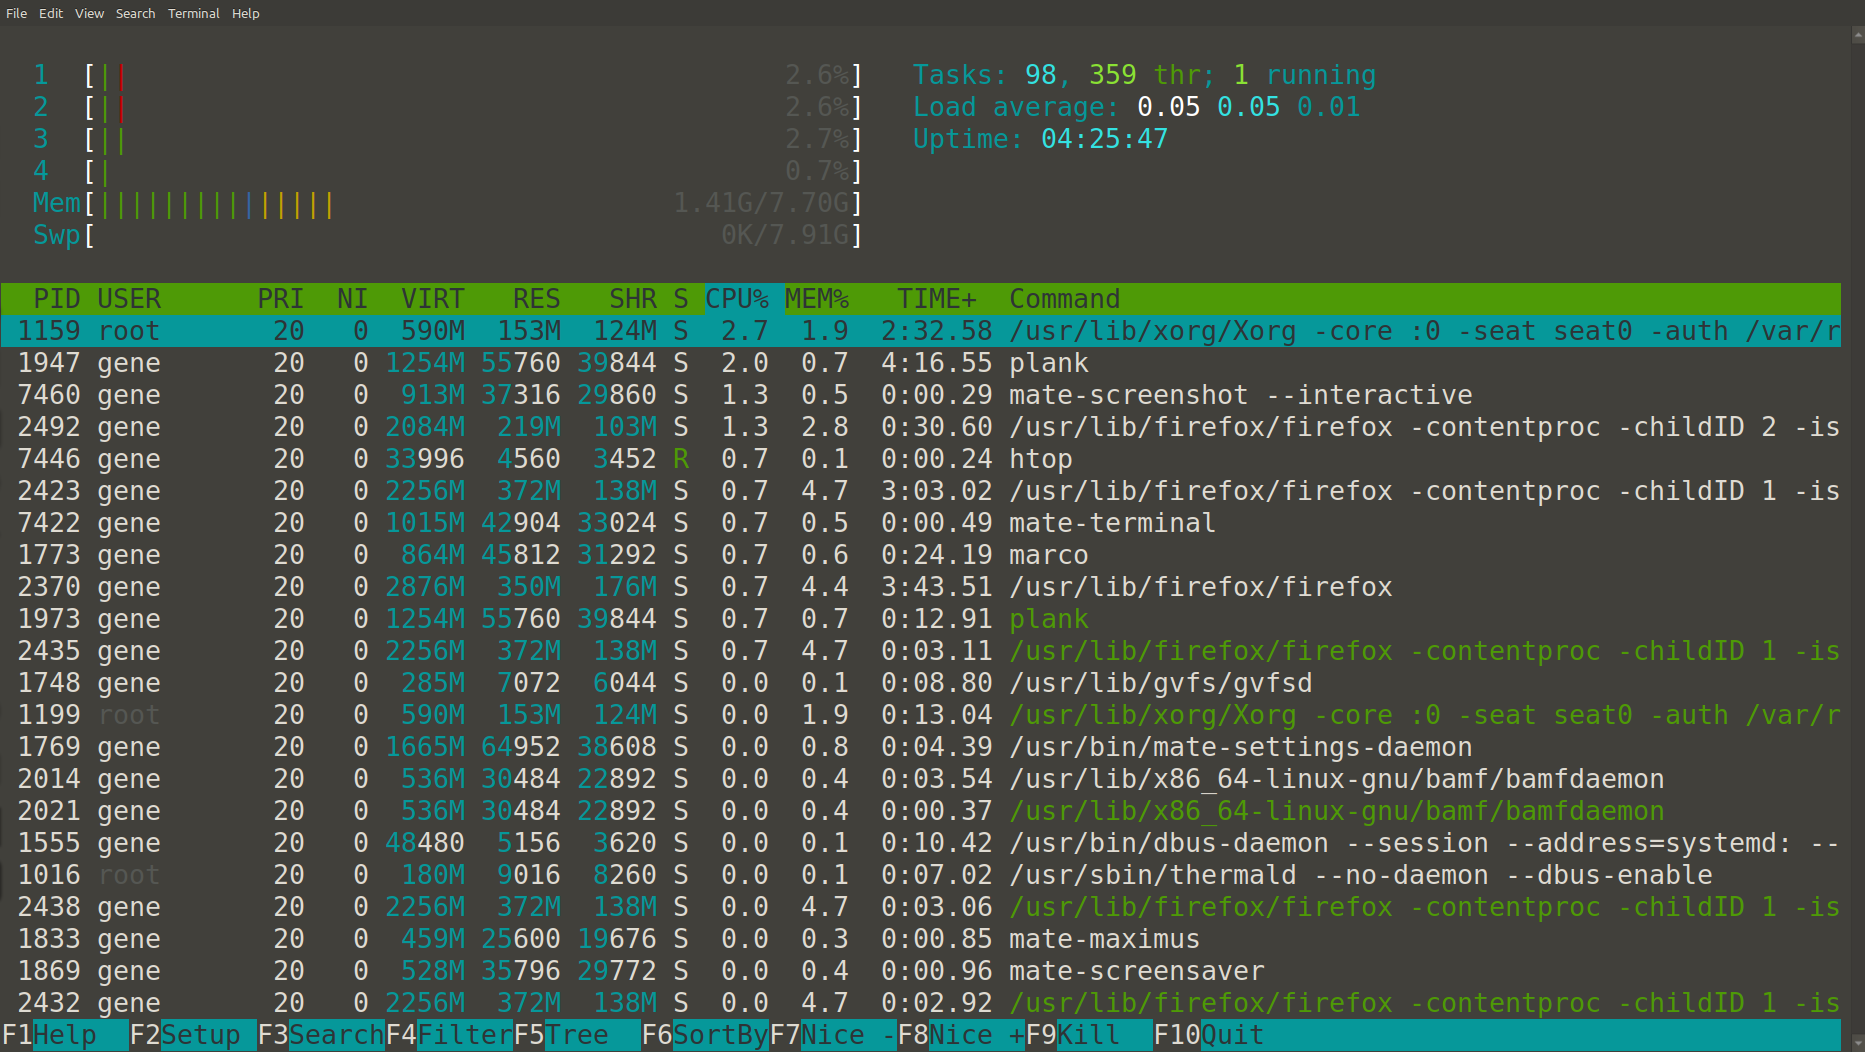 File Edit View Search Terminal Help
1 [|| 2.6%] Tasks: 98, 359 thr; 1 running
2 [|| 2.6%] Load average: 0.05 0.05 0.01
3 [|| 2.7%] Uptime: 04:25:47
4 [| 0.7%]
Mem[||||||||||||||| 1.41G/7.70G]
Swp[ 0K/7.91G]
PID USER PRI NI VIRT RES SHR S CPU% MEM% TIME+ Command
1159 root 20 0 590M 153M 124M S 2.7 1.9 2:32.58 /usr/lib/xorg/Xorg -core :0 -seat seat0 -auth /var/r
1947 gene 20 0 1254M 55760 39844 S 2.0 0.7 4:16.55 plank
7460 gene 20 0 913M 37316 29860 S 1.3 0.5 0:00.29 mate-screenshot --interactive
2492 gene 20 0 2084M 219M 103M S 1.3 2.8 0:30.60 /usr/lib/firefox/firefox -contentproc -childID 2 -is
7446 gene 20 0 33996 4560 3452 R 0.7 0.1 0:00.24 htop
2423 gene 20 0 2256M 372M 138M S 0.7 4.7 3:03.02 /usr/lib/firefox/firefox -contentproc -childID 1 -is
7422 gene 20 0 1015M 42904 33024 S 0.7 0.5 0:00.49 mate-terminal
1773 gene 20 0 864M 45812 31292 S 0.7 0.6 0:24.19 marco
2370 gene 20 0 2876M 350M 176M S 0.7 4.4 3:43.51 /usr/lib/firefox/firefox
1973 gene 20 0 1254M 55760 39844 S 0.7 0.7 0:12.91 plank
2435 gene 20 0 2256M 372M 138M S 0.7 4.7 0:03.11 /usr/lib/firefox/firefox -contentproc -childID 1 -is
1748 gene 20 0 285M 7072 6044 S 0.0 0.1 0:08.80 /usr/lib/gvfs/gvfsd
1199 root 20 0 590M 153M 124M S 0.0 1.9 0:13.04 /usr/lib/xorg/Xorg -core :0 -seat seat0 -auth /var/r
1769 gene 20 0 1665M 64952 38608 S 0.0 0.8 0:04.39 /usr/bin/mate-settings-daemon
2014 gene 20 0 536M 30484 22892 S 0.0 0.4 0:03.54 /usr/lib/x86_64-linux-gnu/bamf/bamfdaemon
2021 gene 20 0 536M 30484 22892 S 0.0 0.4 0:00.37 /usr/lib/x86_64-linux-gnu/bamf/bamfdaemon
1555 gene 20 0 48480 5156 3620 S 0.0 0.1 0:10.42 /usr/bin/dbus-daemon --session --address=systemd: --
1016 root 20 0 180M 9016 8260 S 0.0 0.1 0:07.02 /usr/sbin/thermald --no-daemon --dbus-enable
2438 gene 20 0 2256M 372M 138M S 0.0 4.7 0:03.06 /usr/lib/firefox/firefox -contentproc -childID 1 -is
1833 gene 20 0 459M 25600 19676 S 0.0 0.3 0:00.85 mate-maximus
1869 gene 20 0 528M 35796 29772 S 0.0 0.4 0:00.96 mate-screensaver
2432 gene 20 0 2256M 372M 138M S 0.0 4.7 0:02.92 /usr/lib/firefox/firefox -contentproc -childID 1 -is
F1Help F2Setup F3SearchF4FilterF5Tree F6SortByF7Nice -F8Nice +F9Kill F10Quit